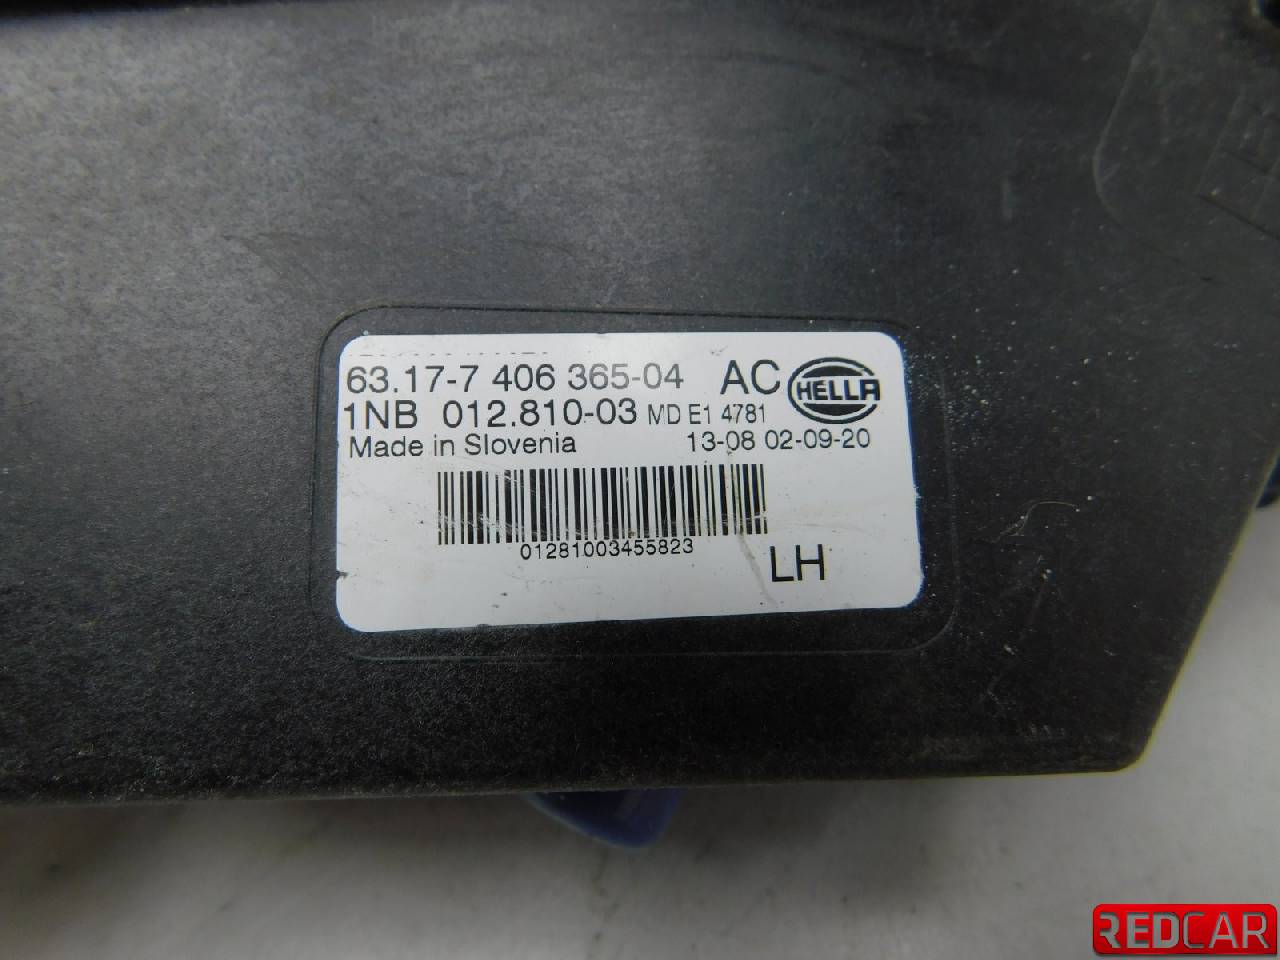 63.17-7 406 365-04 AC HELLA
1NB 012.810-03 MD E1 4781
Made in Slovenia 13-08 02-09-20
01281003455823
LH
REDCAR